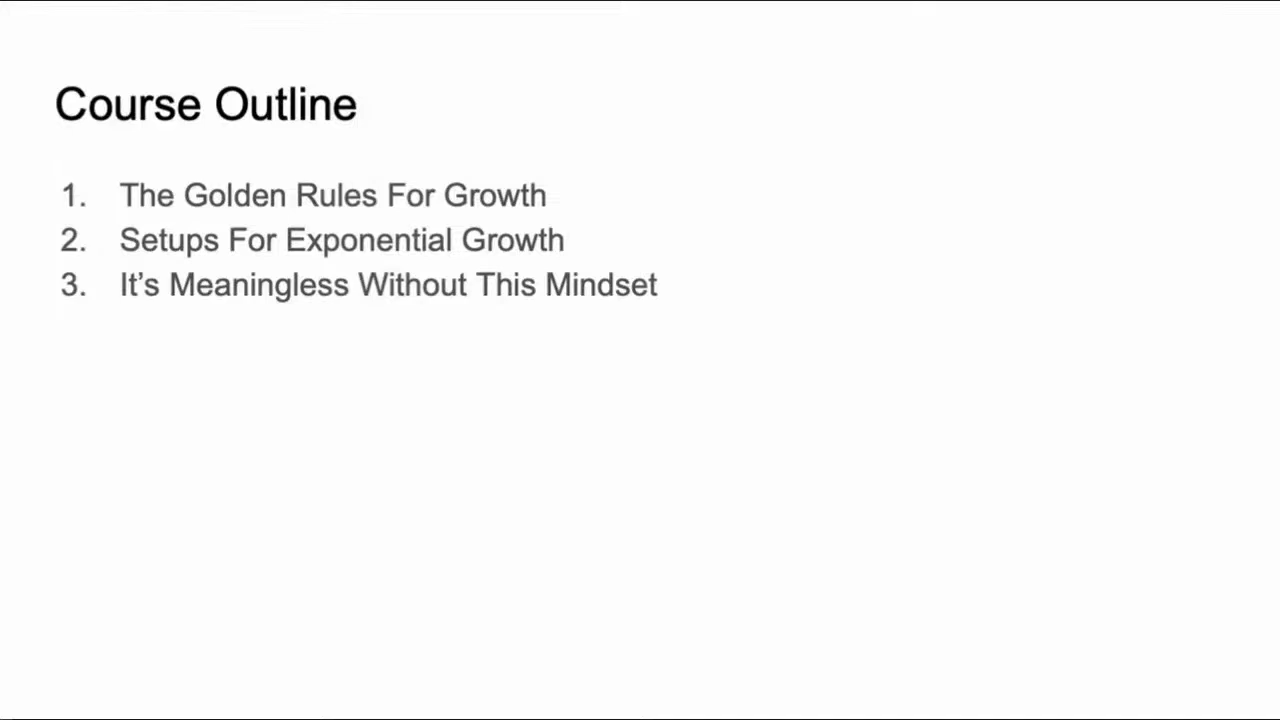 Course Outline
1. The Golden Rules For Growth
2. Setups For Exponential Growth
3. It’s Meaningless Without This Mindset